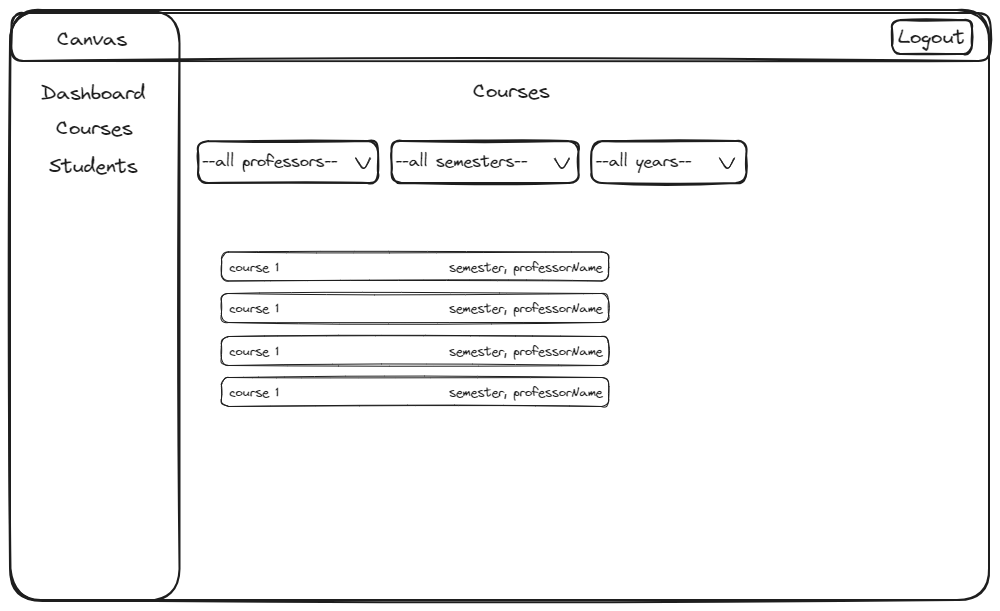 Canvas
Logout
Dashboard
Courses
Students
Courses
--all professors--
--all semesters--
--all years--
course 1 semester, professorName
course 1 semester, professorName
course 1 semester, professorName
course 1 semester, professorName